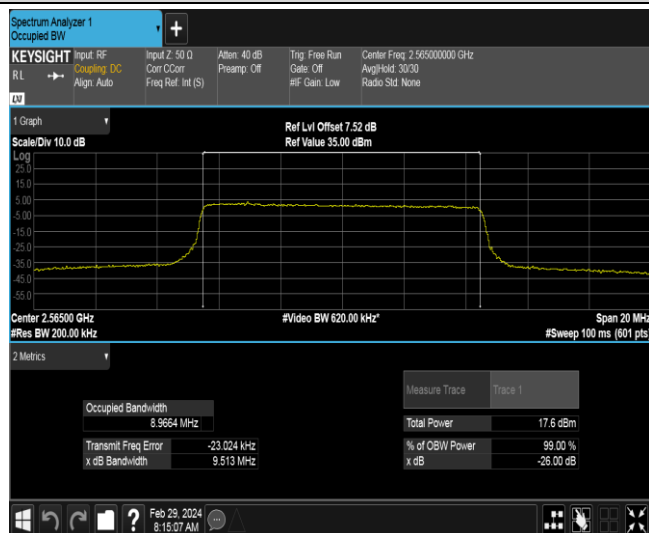 Spectrum Analyzer 1
Occupied BW
+
KEYSIGHT Input: RF Input Z: 50 Ω Atten: 40 dB Trig: Free Run Center Freq: 2.565000000 GHz
RL Coupling: DC Corr CCorr Preamp: Off Gate: Off Avg|Hold: 30/30
Align: Auto Freq Ref: Int (S) #IF Gain: Low Radio Std: None
LXI
1 Graph Ref Lvl Offset 7.52 dB
Scale/Div 10.0 dB Ref Value 35.00 dBm
Log
25.0
15.0
5.00
-5.00
-15.0
-25.0
-35.0
-45.0
-55.0
Center 2.56500 GHz #Video BW 620.00 kHz* Span 20 MHz
#Res BW 200.00 kHz #Sweep 100 ms (601 pts
2 Metrics
Measure Trace Trace 1
Occupied Bandwidth
8.9664 MHz Total Power 17.6 dBm
Transmit Freq Error -23.024 kHz % of OBW Power 99.00 %
x dB Bandwidth 9.513 MHz x dB -26.00 dB
? Feb 29, 2024
8:15:07 AM